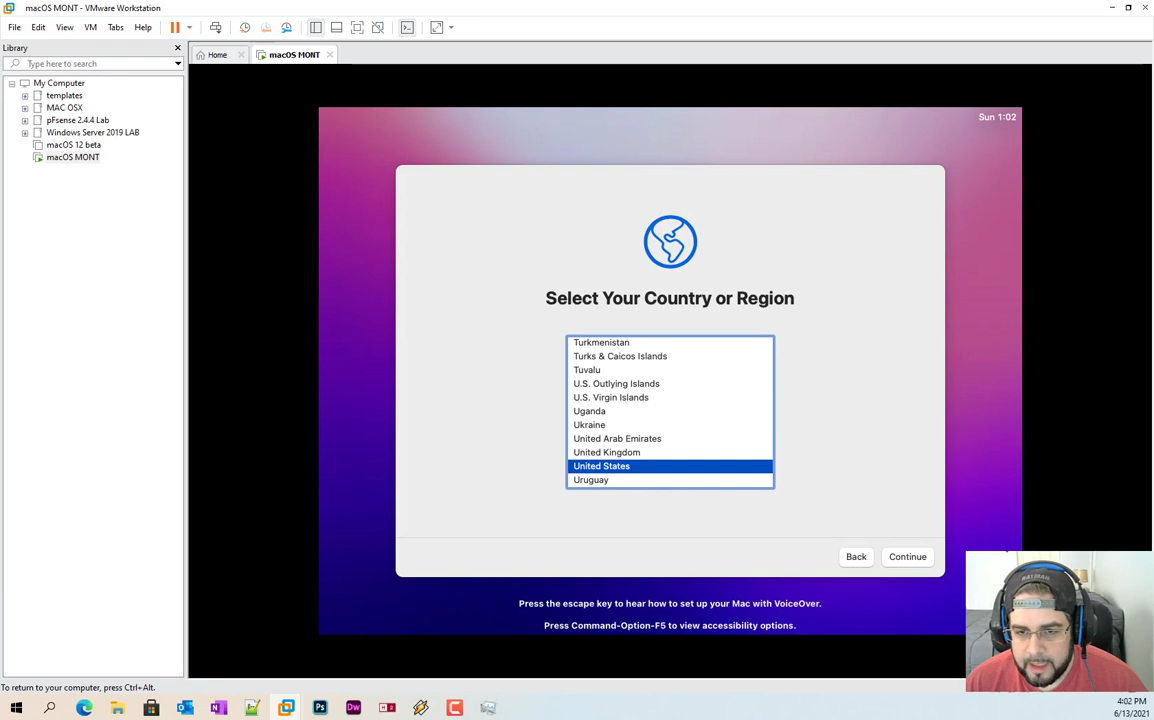 macOS MONT - VMware Workstation
File Edit View VM Tabs Help
Library
Type here to search
My Computer
templates
MAC OSX
pFsense 2.4.4 Lab
Windows Server 2019 LAB
macOS 12 beta
macOS MONT
Home
macOS MONT
Sun 1:02
Select Your Country or Region
Turkmenistan
Turks & Caicos Islands
Tuvalu
U.S. Outlying Islands
U.S. Virgin Islands
Uganda
Ukraine
United Arab Emirates
United Kingdom
United States
Uruguay
Back Continue
Press the escape key to hear how to set up your Mac with VoiceOver.
Press Command-Option-F5 to view accessibility options.
To return to your computer, press Ctrl+Alt.
Ps Dw
4:02 PM
6/13/2021